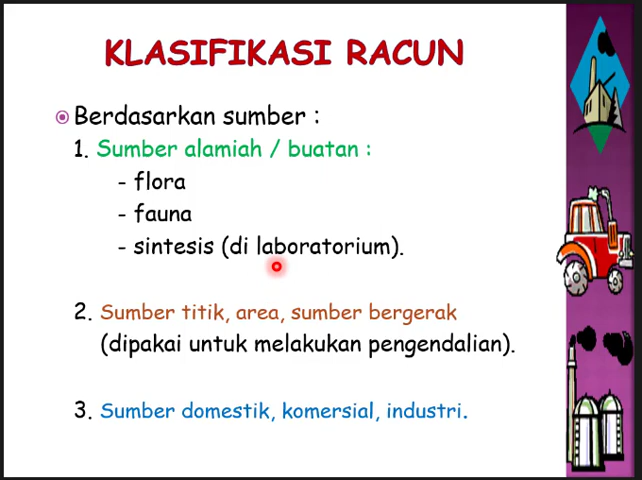 KLASIFIKASI RACUN
Berdasarkan sumber :
1. Sumber alamiah / buatan :
- flora
- fauna
- sintesis (di laboratorium).
2. Sumber titik, area, sumber bergerak
(dipakai untuk melakukan pengendalian).
3. Sumber domestik, komersial, industri.